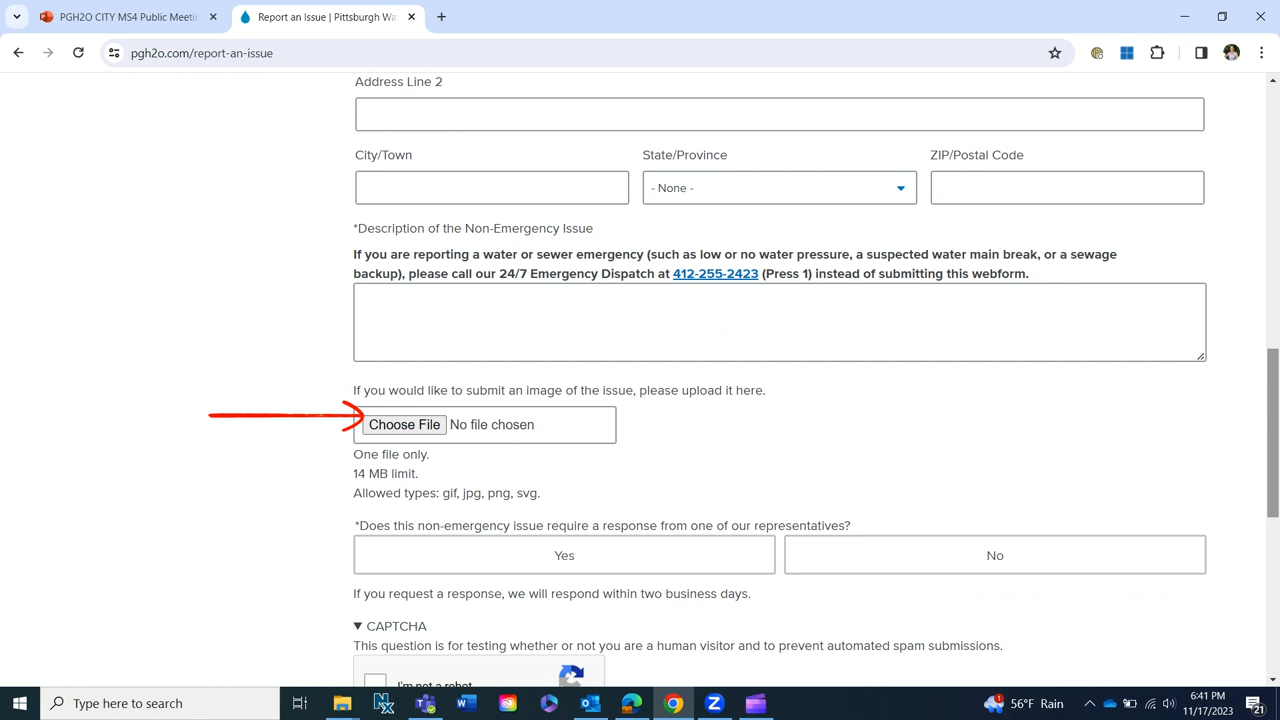 PGH2O CITY MS4 Public Meeti
Report an Issue | Pittsburgh Wa
pgh2o.com/report-an-issue
Address Line 2
City/Town
State/Province
ZIP/Postal Code
- None -
*Description of the Non-Emergency Issue
If you are reporting a water or sewer emergency (such as low or no water pressure, a suspected water main break, or a sewage
backup), please call our 24/7 Emergency Dispatch at 412-255-2423 (Press 1) instead of submitting this webform.
If you would like to submit an image of the issue, please upload it here.
Choose File No file chosen
One file only.
14 MB limit.
Allowed types: gif, jpg, png, svg.
*Does this non-emergency issue require a response from one of our representatives?
Yes
No
If you request a response, we will respond within two business days.
▼ CAPTCHA
This question is for testing whether or not you are a human visitor and to prevent automated spam submissions.
I'm not a robot
Type here to search
56°F Rain
6:41 PM
11/17/2023
21